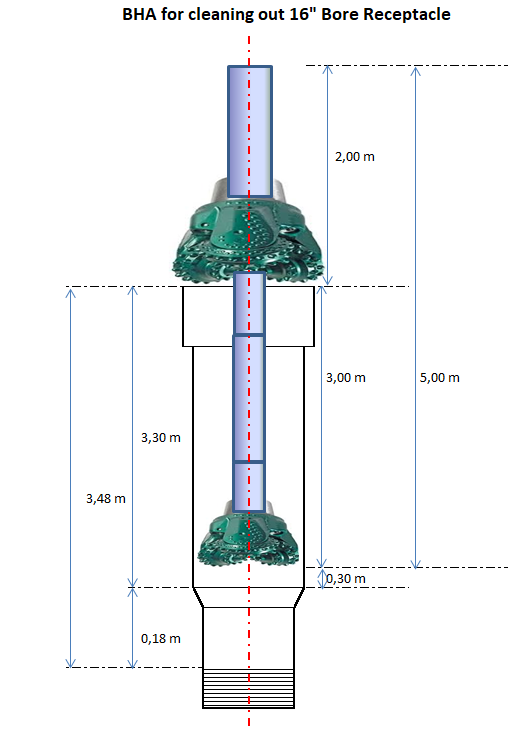 BHA for cleaning out 16" Bore Receptacle
2,00 m
3,00 m
5,00 m
3,30 m
3,48 m
0,30 m
0,18 m